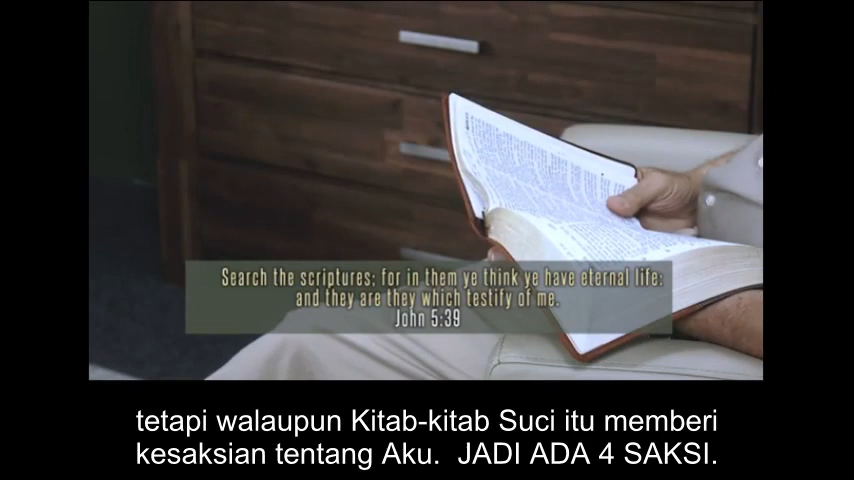 Search the scriptures; for in them ye think ye have eternal life:
and they are they which testify of me.
John 5:39
tetapi walaupun Kitab-kitab Suci itu memberi
kesaksian tentang Aku.  JADI ADA 4 SAKSI.